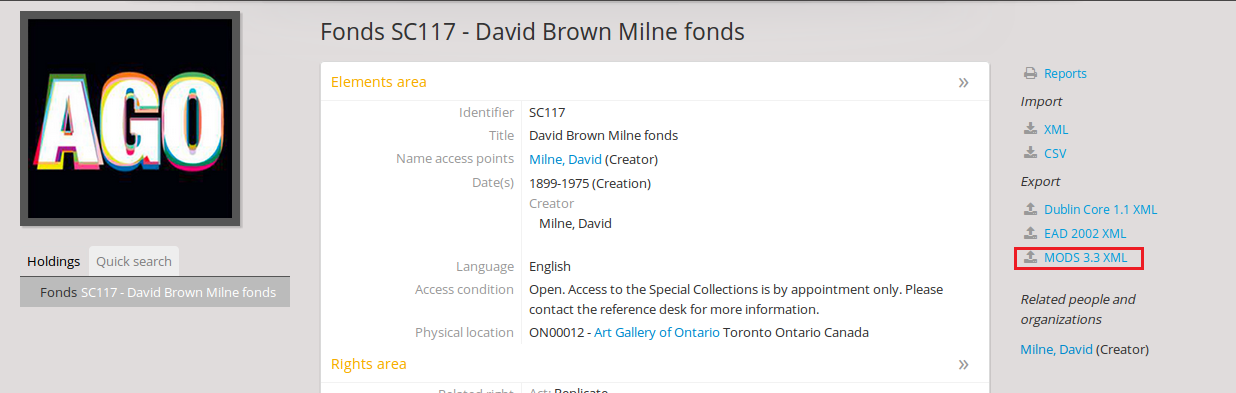 Fonds SC117 - David Brown Milne fonds
AGO
Holdings
Quick search
Fonds SC117 - David Brown Milne fonds
Elements area »
Identifier SC117
Title David Brown Milne fonds
Name access points Milne, David (Creator)
Date(s) 1899-1975 (Creation)
Creator
Milne, David
Language English
Access condition Open. Access to the Special Collections is by appointment only. Please
contact the reference desk for more information.
Physical location ON00012 - Art Gallery of Ontario Toronto Ontario Canada
Rights area »
Related right Act: Replicate
Reports
Import
XML
CSV
Export
Dublin Core 1.1 XML
EAD 2002 XML
MODS 3.3 XML
Related people and
organizations
Milne, David (Creator)